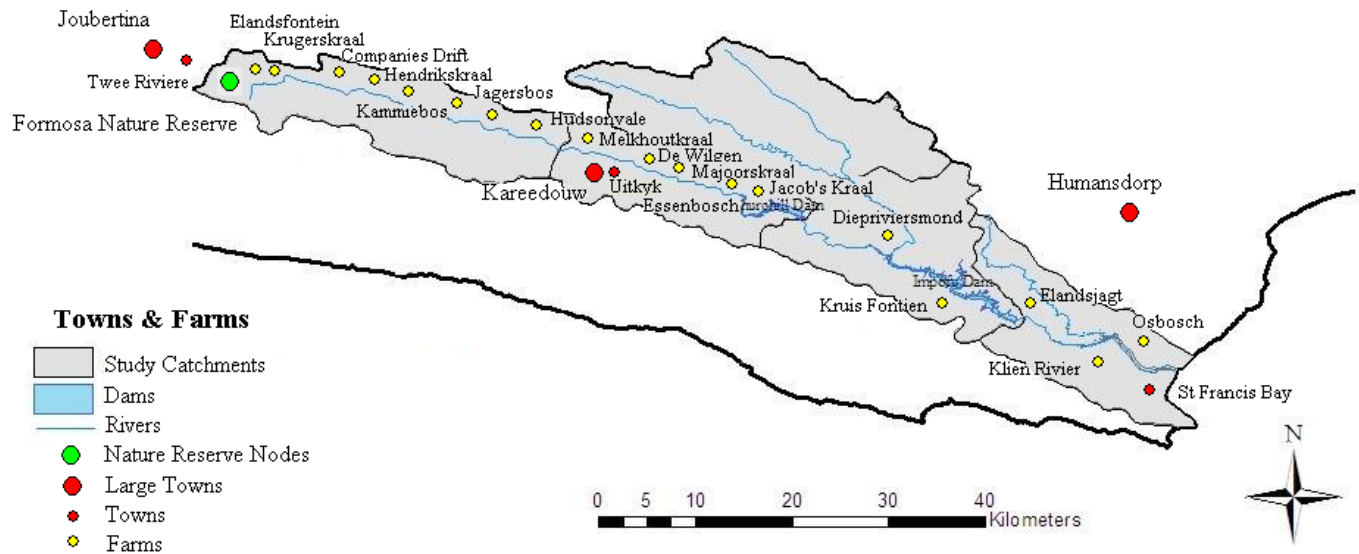 Joubertina
Elandsfontein
Krugerskraal
Companies Drift
Twee Riviere
Hendrikskraal
Jagersbos
Kammiebos
Formosa Nature Reserve
Hudsonvale
Melkhoutkraal
De Wilgen
Majoorskraal
Kareedouw
Uitkyk
Jacob's Kraal
Essenbosch
Dam
Humansdorp
Diepriviersmond
Dam
Kruis Fontien
Elandsjagt
Osbosch
Klien Rivier
St Francis Bay
Towns & Farms
Study Catchments
Dams
Rivers
Nature Reserve Nodes
Large Towns
Towns
Farms
0 5 10 20 30 40
Kilometers
N